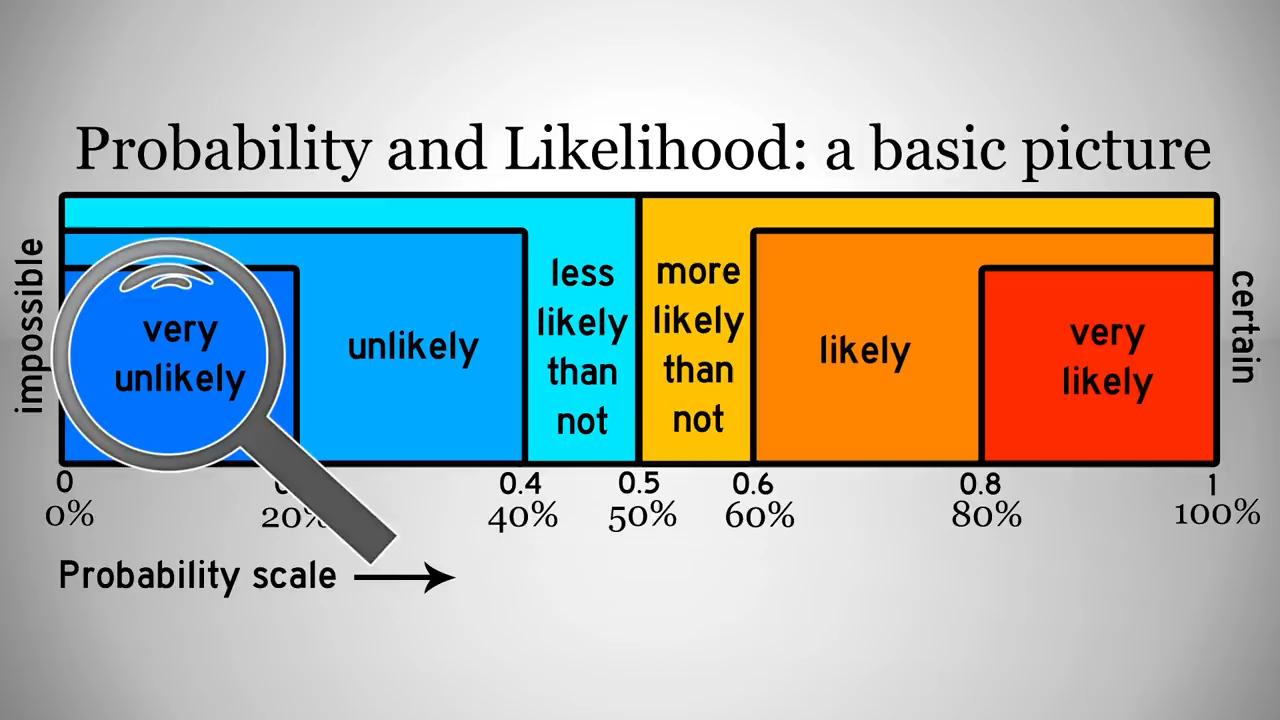 Probability and Likelihood: a basic picture
impossible
very
unlikely
unlikely
less
likely
than
not
more
likely
than
not
likely
very
likely
certain
0 0.4 0.5 0.6 0.8 1
0% 20% 40% 50% 60% 80% 100%
Probability scale